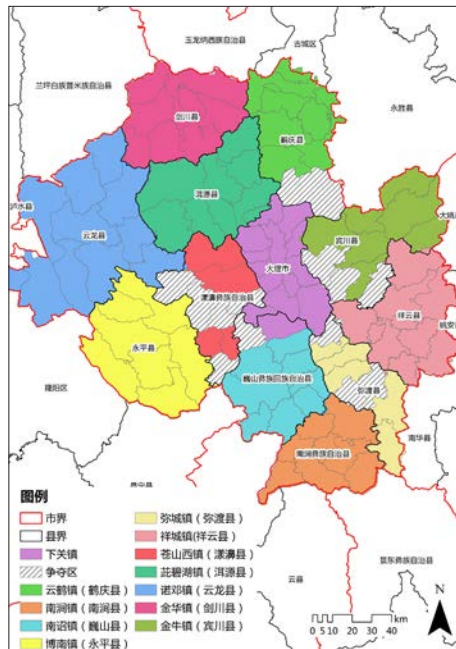 玉龙纳西族自治县
古城区
兰坪白族普米族自治县
永胜县
剑川县
鹤庆县
洱源县
泸水县
云龙县
宾川县
大理市
漾濞彝族自治县
祥云县
永平县
隆阳区
巍山彝族回族自治县
弥渡县
南华县
南涧彝族自治县
昌宁县
景东彝族自治县
云县
图例
市界
县界
下关镇
争夺区
云鹤镇（鹤庆县）
南涧镇（南涧县）
南诏镇（巍山县）
博南镇（永平县）
弥城镇（弥渡县）
祥城镇(祥云县)
苍山西镇（漾濞县）
茈碧湖镇（洱源县）
诺邓镇（云龙县）
金华镇（剑川县）
金牛镇（宾川县）
N
km
0 5 10 20 30 40